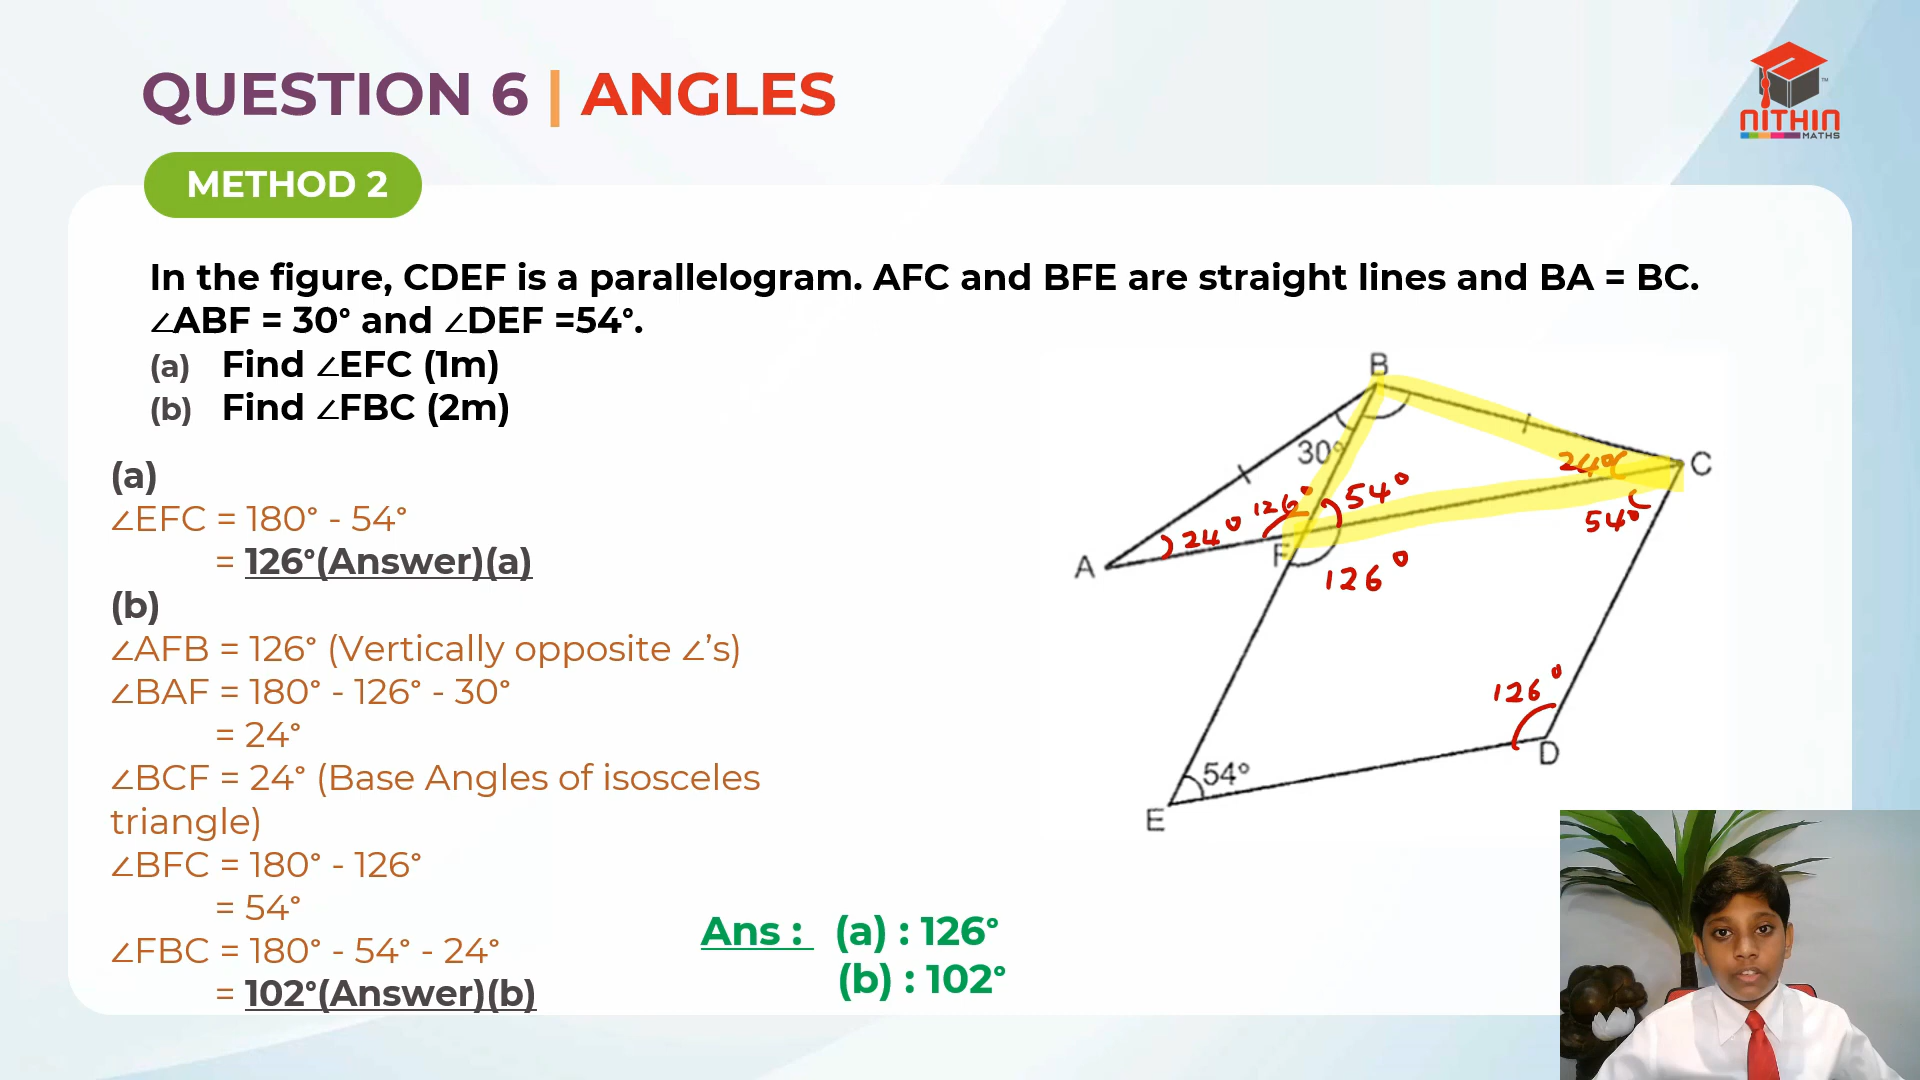 QUESTION 6 | ANGLES
NITHIN
MATHS
™
METHOD 2
In the figure, CDEF is a parallelogram. AFC and BFE are straight lines and BA = BC.
∠ABF = 30° and ∠DEF =54°.
(a) Find ∠EFC (1m)
(b) Find ∠FBC (2m)
(a)
∠EFC = 180° - 54°
= 126°(Answer)(a)
(b)
∠AFB = 126° (Vertically opposite ∠’s)
∠BAF = 180° - 126° - 30°
= 24°
∠BCF = 24° (Base Angles of isosceles
triangle)
∠BFC = 180° - 126°
= 54°
∠FBC = 180° - 54° - 24°
= 102°(Answer)(b)
Ans : (a) : 126°
(b) : 102°
B
30°
24°
C
126°
54°
24°
54°
A
F
126°
126°
D
54°
E